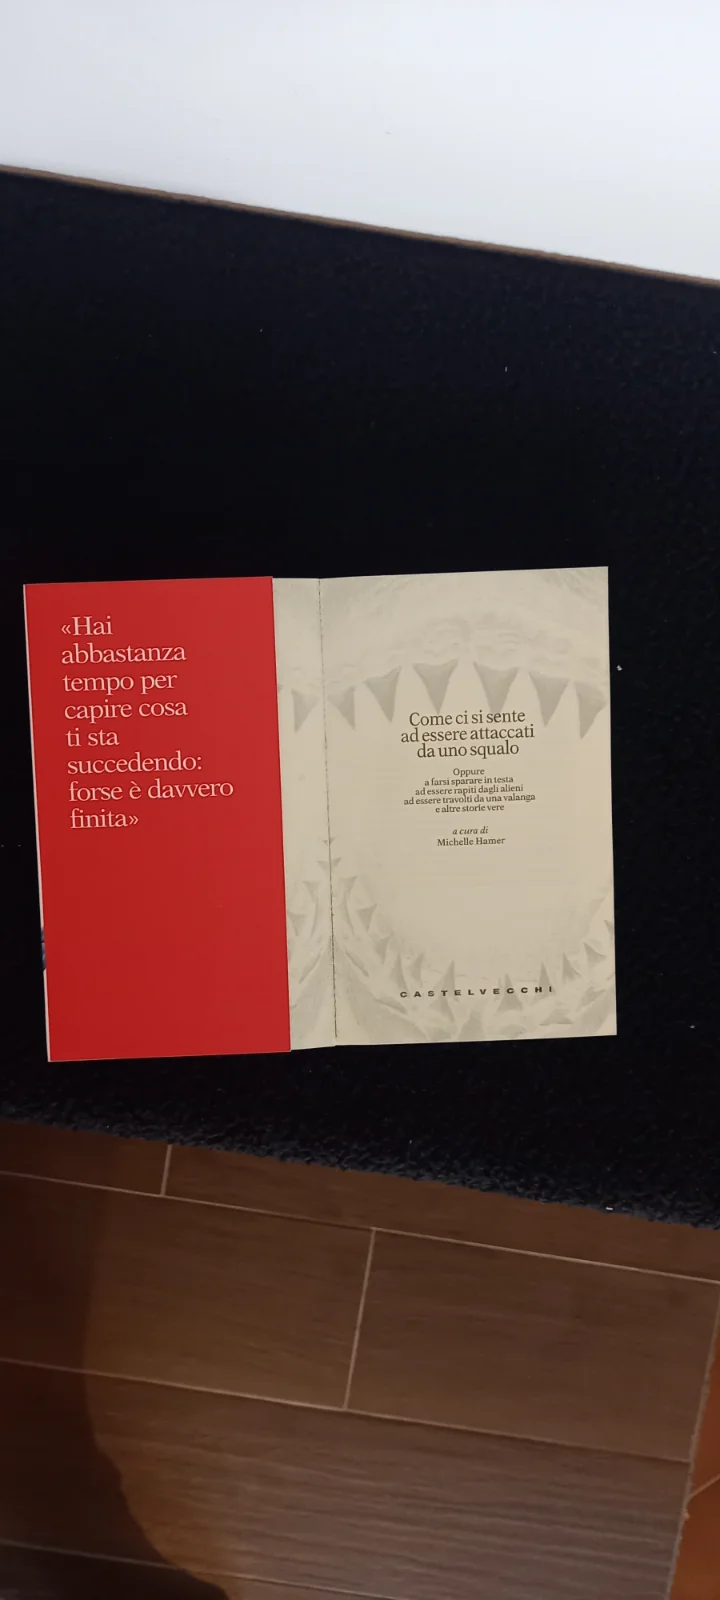 «Hai
abbastanza
tempo per
capire cosa
ti sta
succedendo:
forse è davvero
finita»
Come ci si sente
ad essere attaccati
da uno squalo
Oppure
a farsi sparare in testa
ad essere rapiti dagli alieni
ad essere travolti da una valanga
e altre storie vere
a cura di
Michelle Hamer
CASTELVECCHI